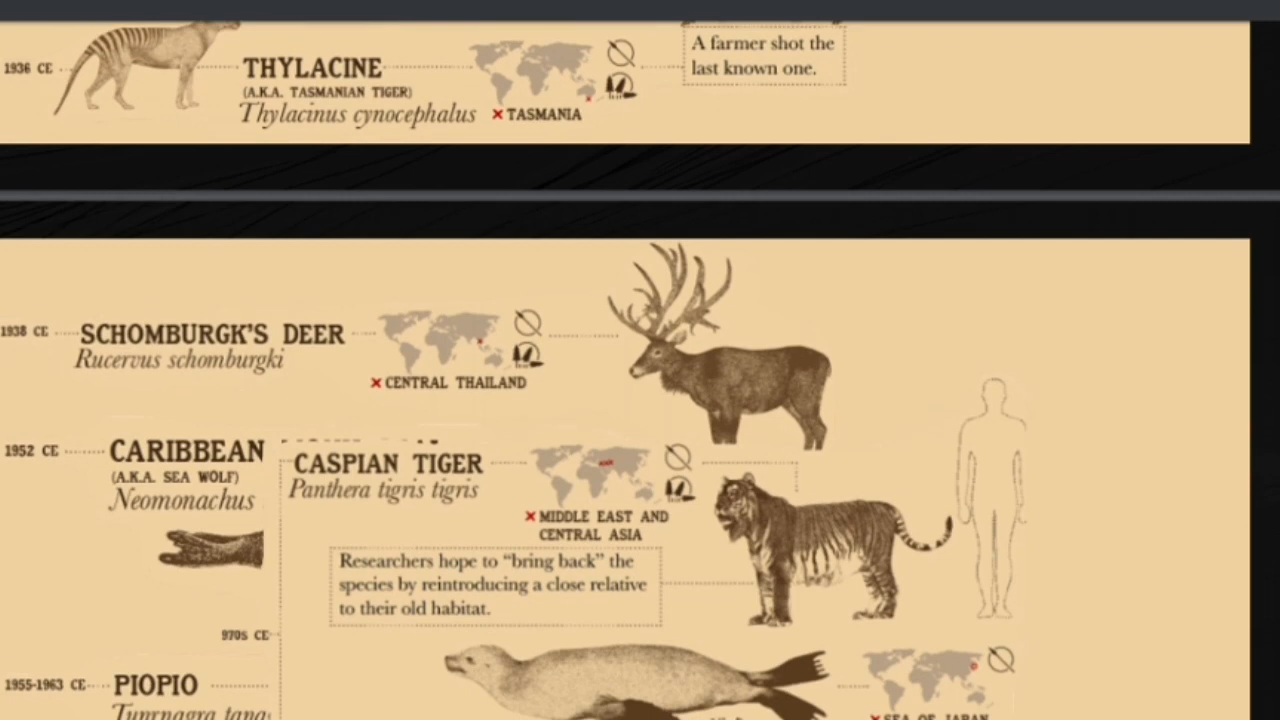 1936 CE
THYLACINE
(A.K.A. TASMANIAN TIGER)
Thylacinus cynocephalus
× TASMANIA
A farmer shot the
last known one.
1938 CE
SCHOMBURGK'S DEER
Rucervus schomburgki
× CENTRAL THAILAND
1952 CE
CARIBBEAN
(A.K.A. SEA WOLF)
Neomonachus
CASPIAN TIGER
Panthera tigris tigris
× MIDDLE EAST AND
CENTRAL ASIA
Researchers hope to “bring back” the
species by reintroducing a close relative
to their old habitat.
970S CE
1955-1963 CE
PIOPIO
× SEA OF JAPAN